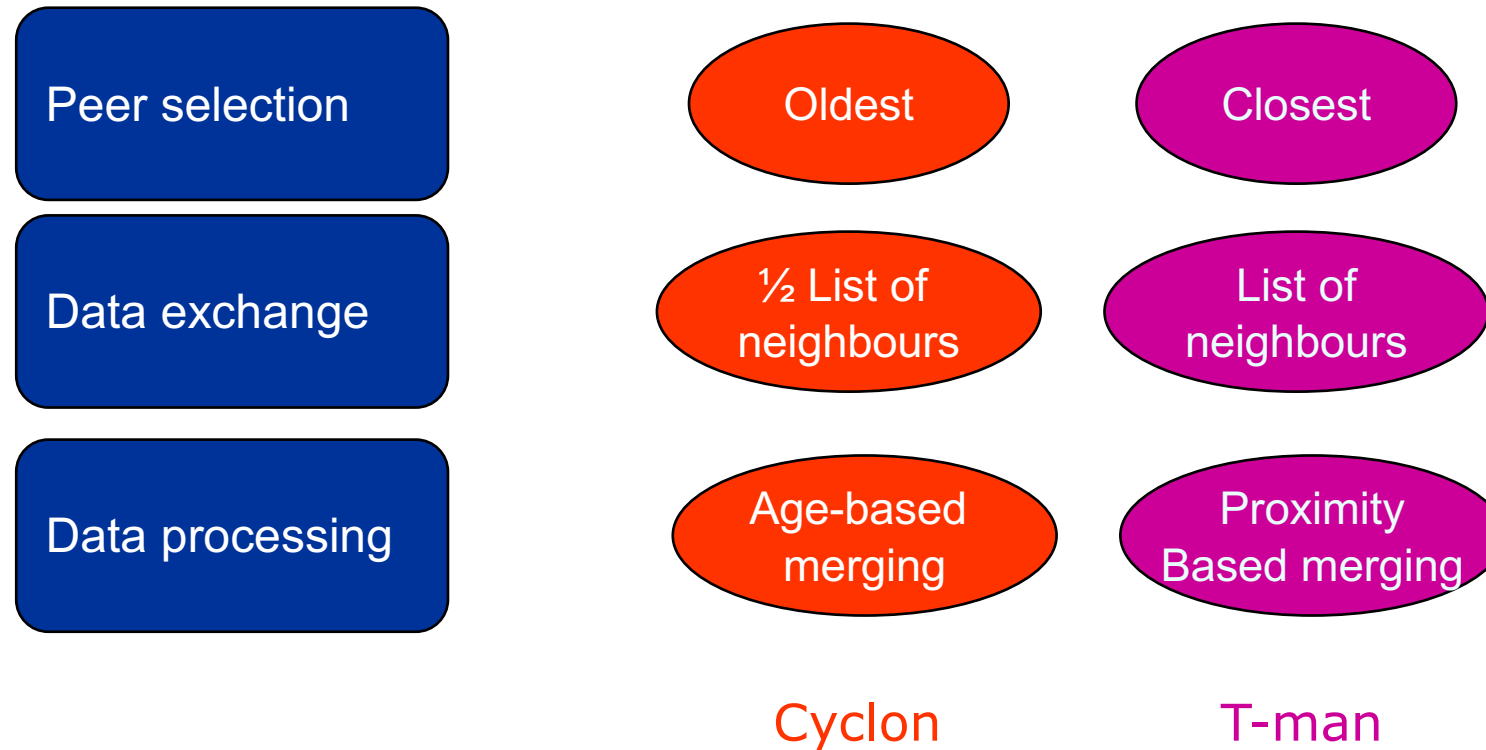 Peer selection
Oldest
Closest
Data exchange
½ List of
neighbours
List of
neighbours
Data processing
Age-based
merging
Proximity
Based merging
Cyclon
T-man